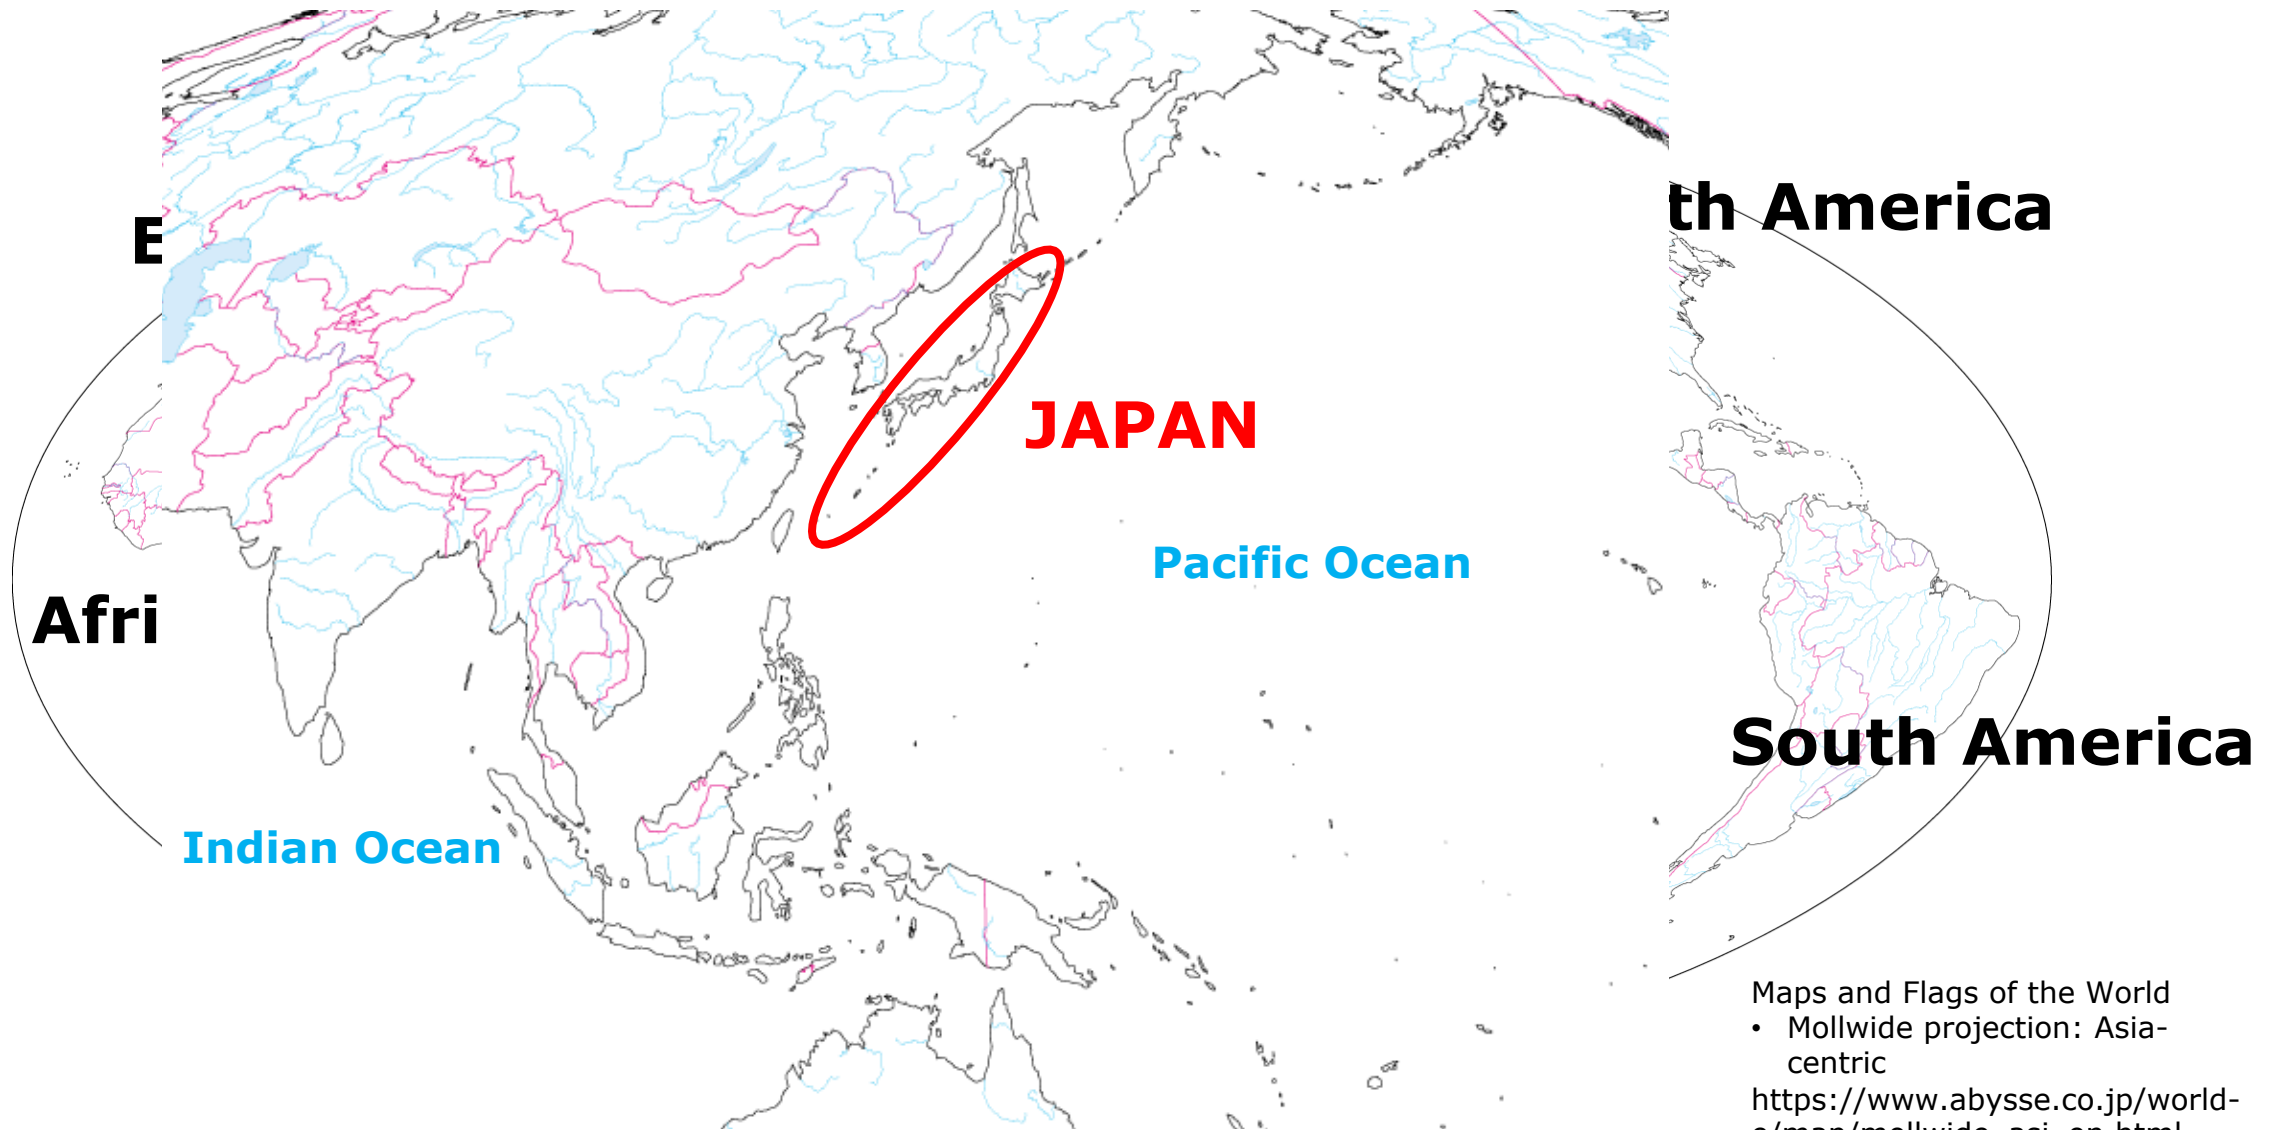 th America
E
JAPAN
Pacific Ocean
Afri
South America
Indian Ocean
Maps and Flags of the World
• Mollwide projection: Asia-
centric
https://www.abysse.co.jp/world-